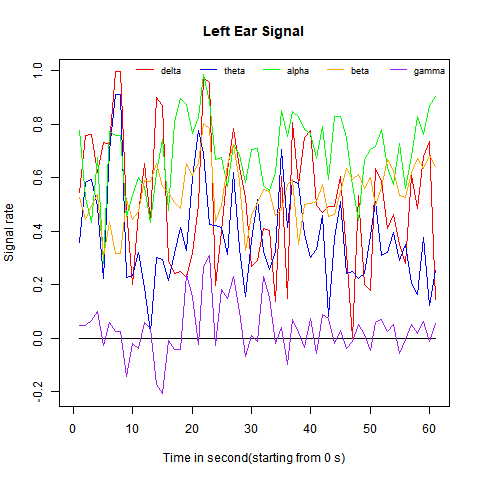 Left Ear Signal
delta theta alpha beta gamma
Signal rate
1.0
0.8
0.6
0.4
0.2
0.0
-0.2
0 10 20 30 40 50 60
Time in second(starting from 0 s)